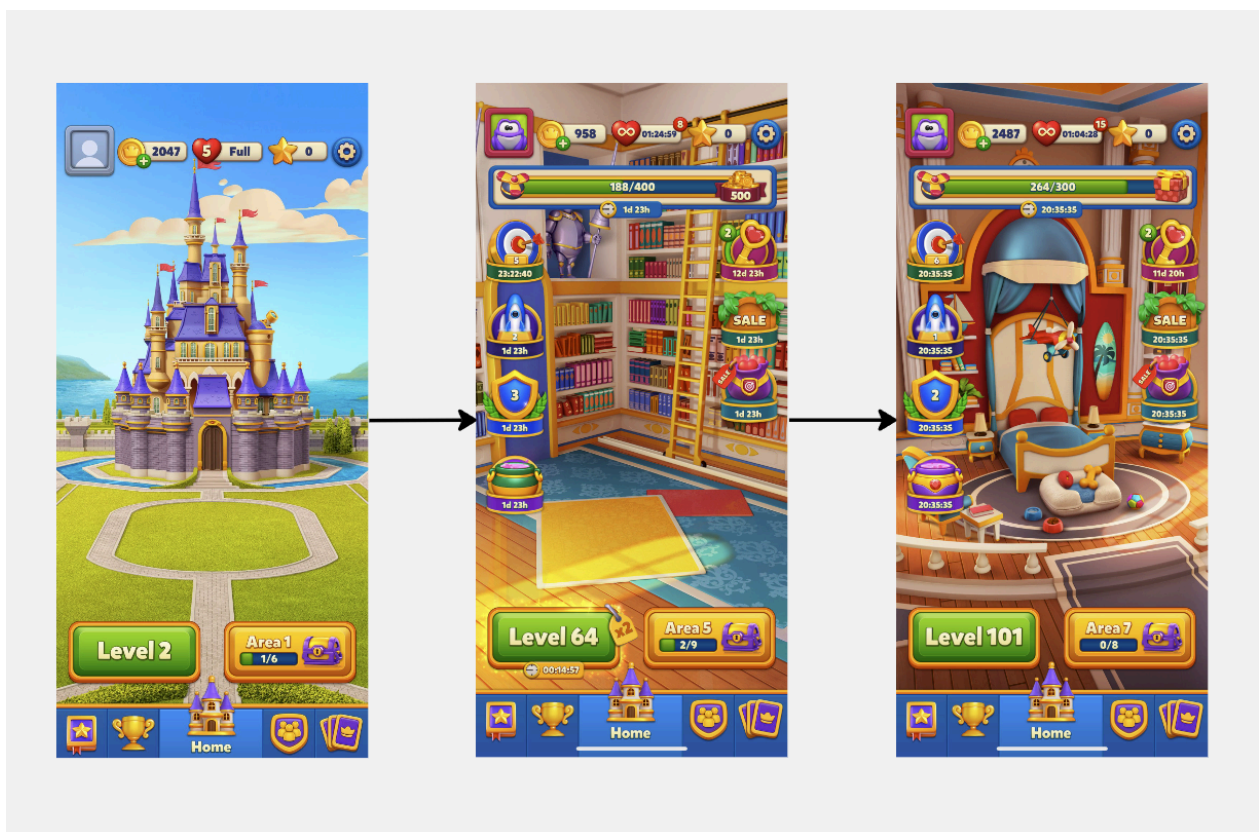 2047
5
Full
0
Level 2
Area 1
1/6
Home
958
01:24:59
8
0
188/400
500
1d 23h
5
23:22:40
2
12d 23h
2
1d 23h
SALE
1d 23h
3
1d 23h
SALE
1d 23h
1d 23h
Level 64
x2
00:14:57
Area 5
2/9
Home
2487
01:04:28
15
0
264/300
20:35:35
6
20:35:35
2
11d 20h
1
20:35:35
SALE
20:35:35
2
20:35:35
SALE
20:35:35
20:35:35
Level 101
Area 7
0/8
Home